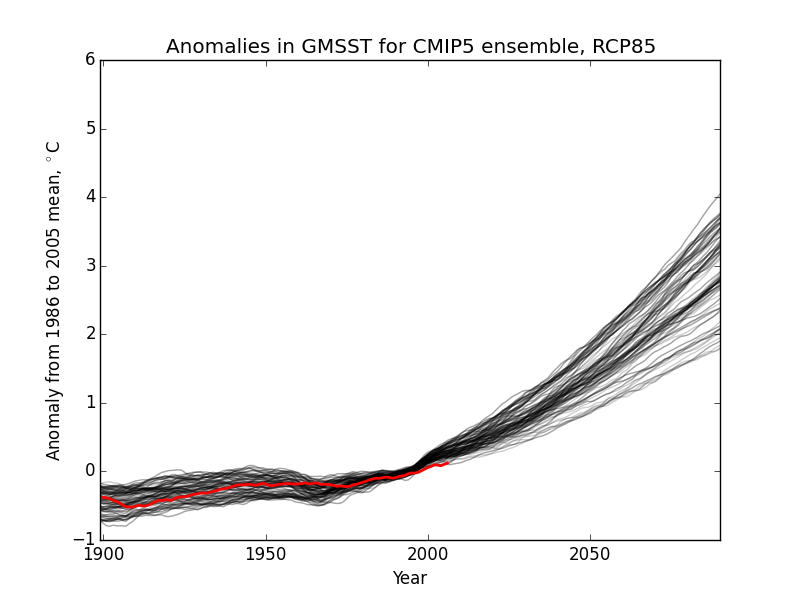 Anomalies in GMSST for CMIP5 ensemble, RCP85
6
5
4
3
2
1
0
−1
Anomaly from 1986 to 2005 mean, °C
1900 1950 2000 2050
Year